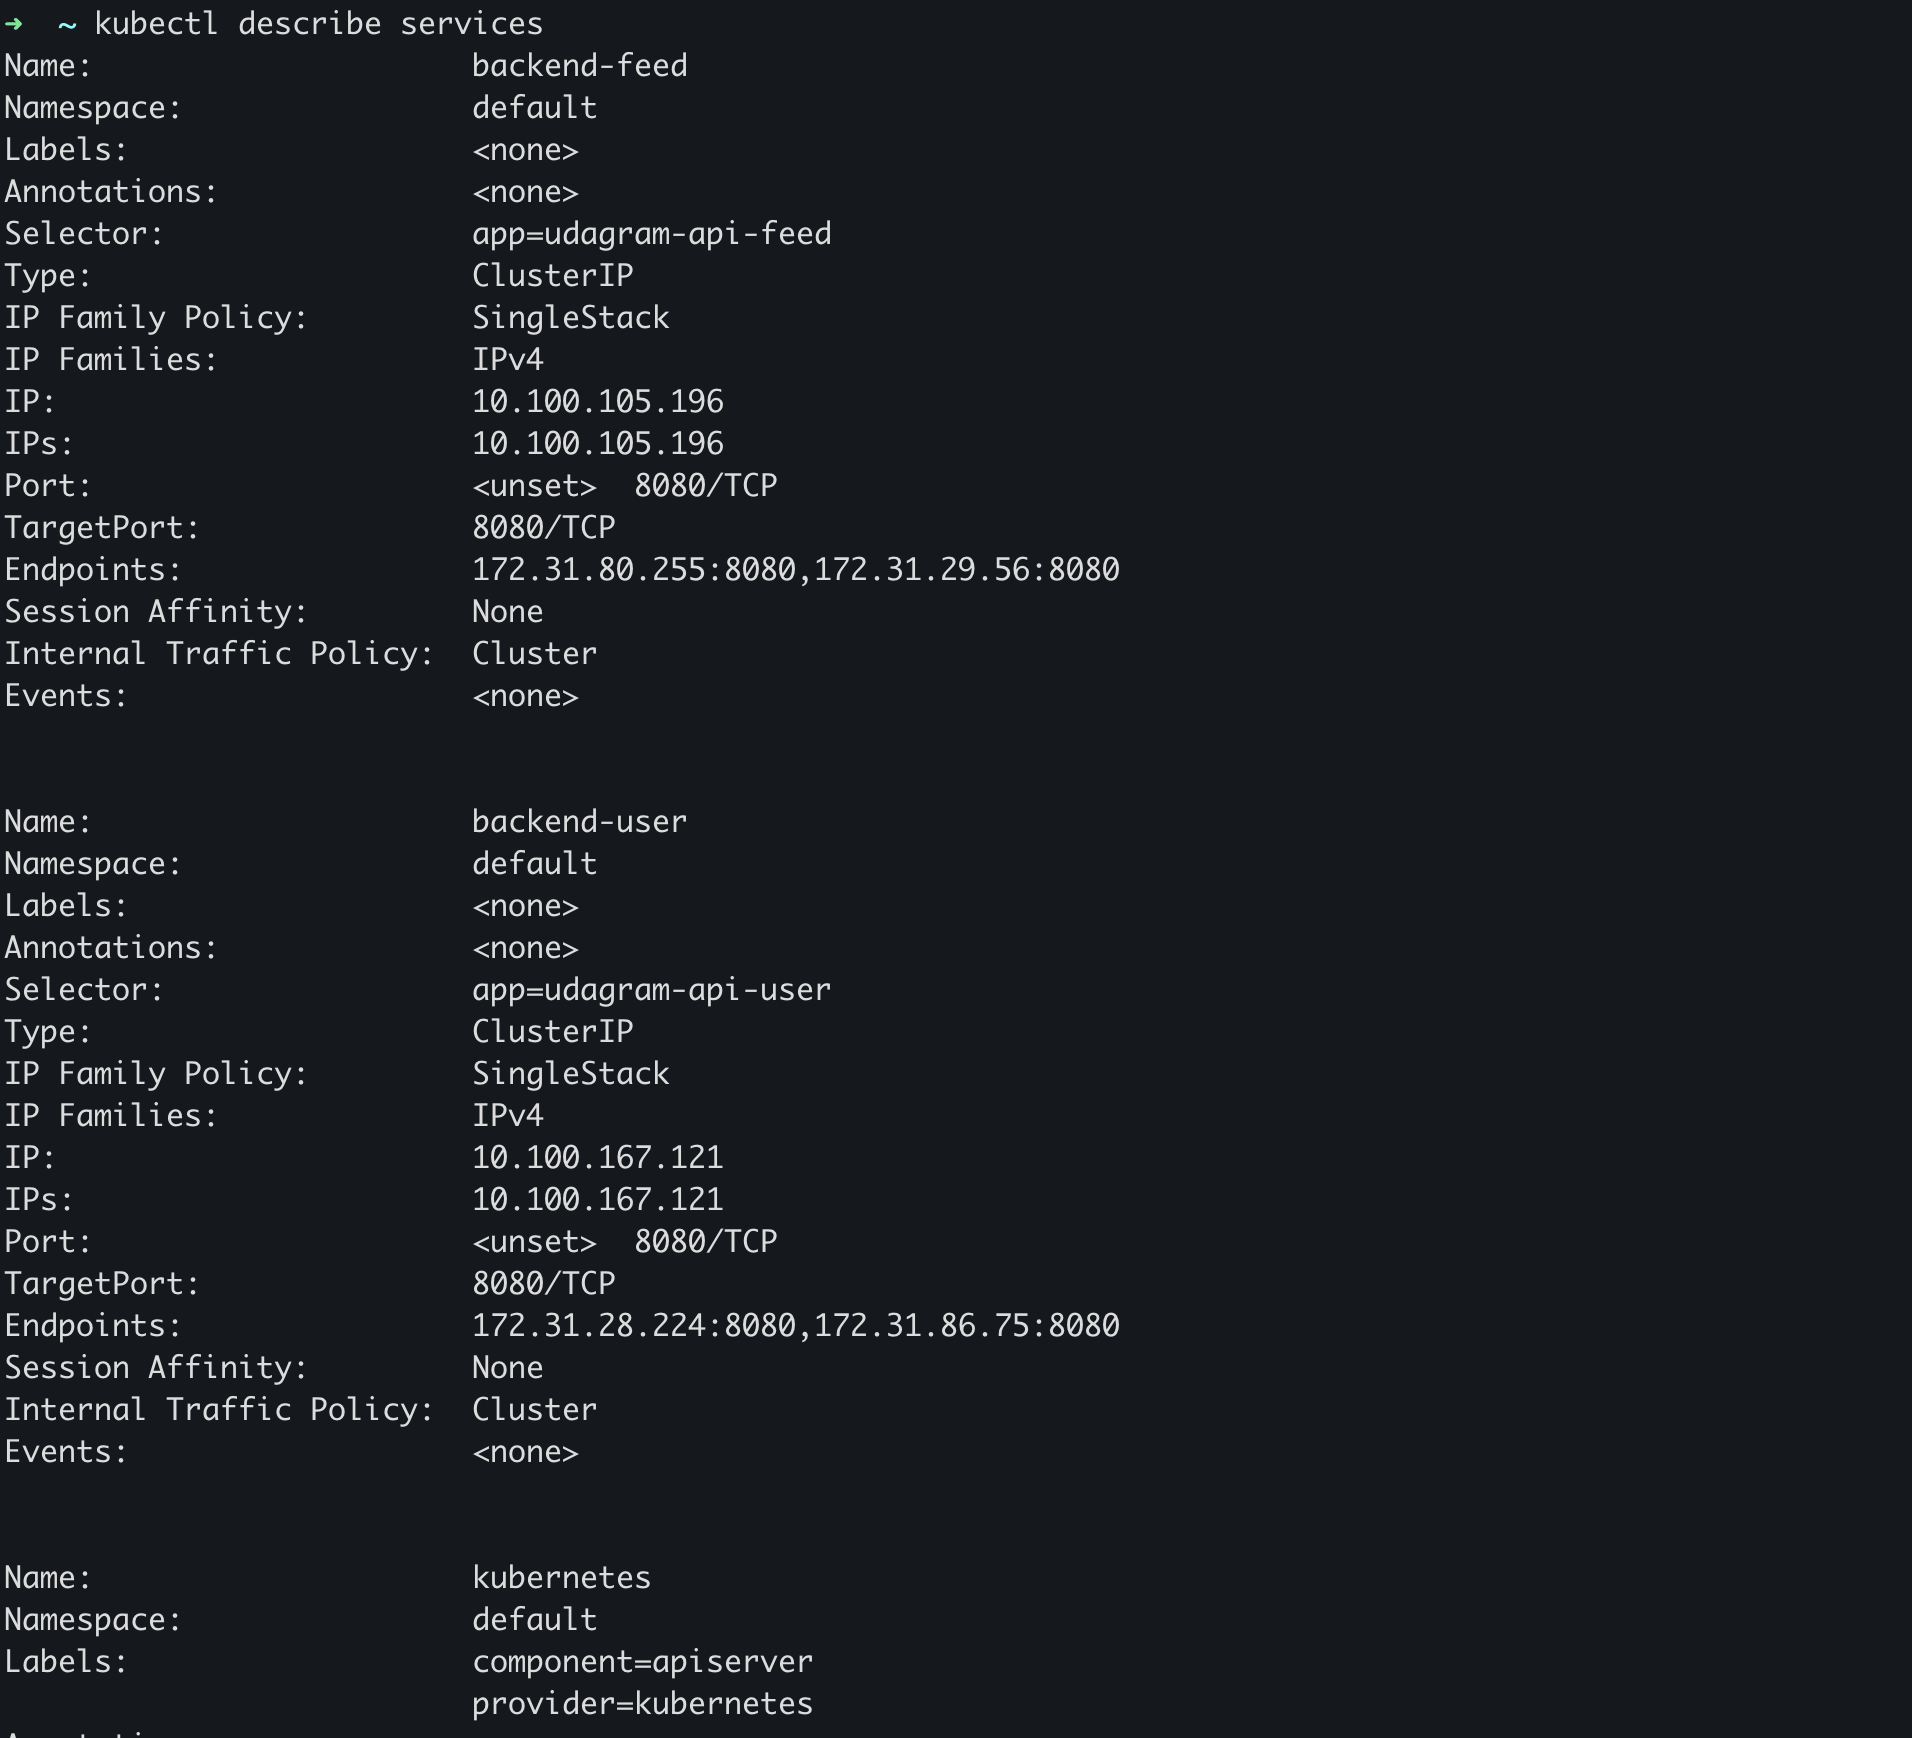 ➜  ~ kubectl describe services
Name:                     backend-feed
Namespace:                default
Labels:                   <none>
Annotations:              <none>
Selector:                 app=udagram-api-feed
Type:                     ClusterIP
IP Family Policy:         SingleStack
IP Families:              IPv4
IP:                       10.100.105.196
IPs:                      10.100.105.196
Port:                     <unset>  8080/TCP
TargetPort:               8080/TCP
Endpoints:                172.31.80.255:8080,172.31.29.56:8080
Session Affinity:         None
Internal Traffic Policy:  Cluster
Events:                   <none>
Name:                     backend-user
Namespace:                default
Labels:                   <none>
Annotations:              <none>
Selector:                 app=udagram-api-user
Type:                     ClusterIP
IP Family Policy:         SingleStack
IP Families:              IPv4
IP:                       10.100.167.121
IPs:                      10.100.167.121
Port:                     <unset>  8080/TCP
TargetPort:               8080/TCP
Endpoints:                172.31.28.224:8080,172.31.86.75:8080
Session Affinity:         None
Internal Traffic Policy:  Cluster
Events:                   <none>
Name:                     kubernetes
Namespace:                default
Labels:                   component=apiserver
                          provider=kubernetes